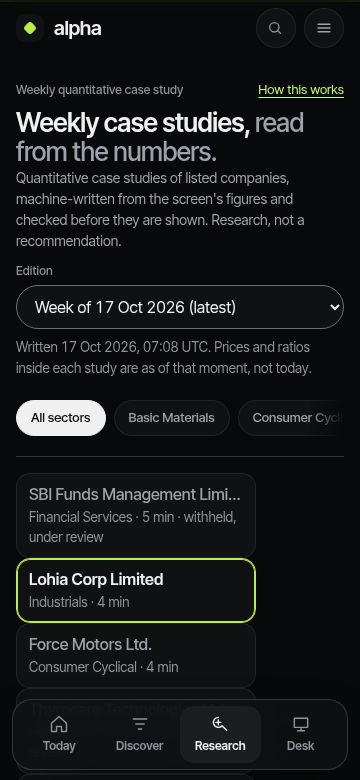 alpha
Weekly quantitative case study
How this works
Weekly case studies, read
from the numbers.
Quantitative case studies of listed companies,
machine-written from the screen's figures and
checked before they are shown. Research, not a
recommendation.
Edition
Week of 17 Oct 2026 (latest)
Written 17 Oct 2026, 07:08 UTC. Prices and ratios
inside each study are as of that moment, not today.
All sectors
Basic Materials
Consumer Cycl
SBI Funds Management Limi...
Financial Services · 5 min · withheld,
under review
Lohia Corp Limited
Industrials · 4 min
Force Motors Ltd.
Consumer Cyclical · 4 min
Today
Discover
Research
Desk